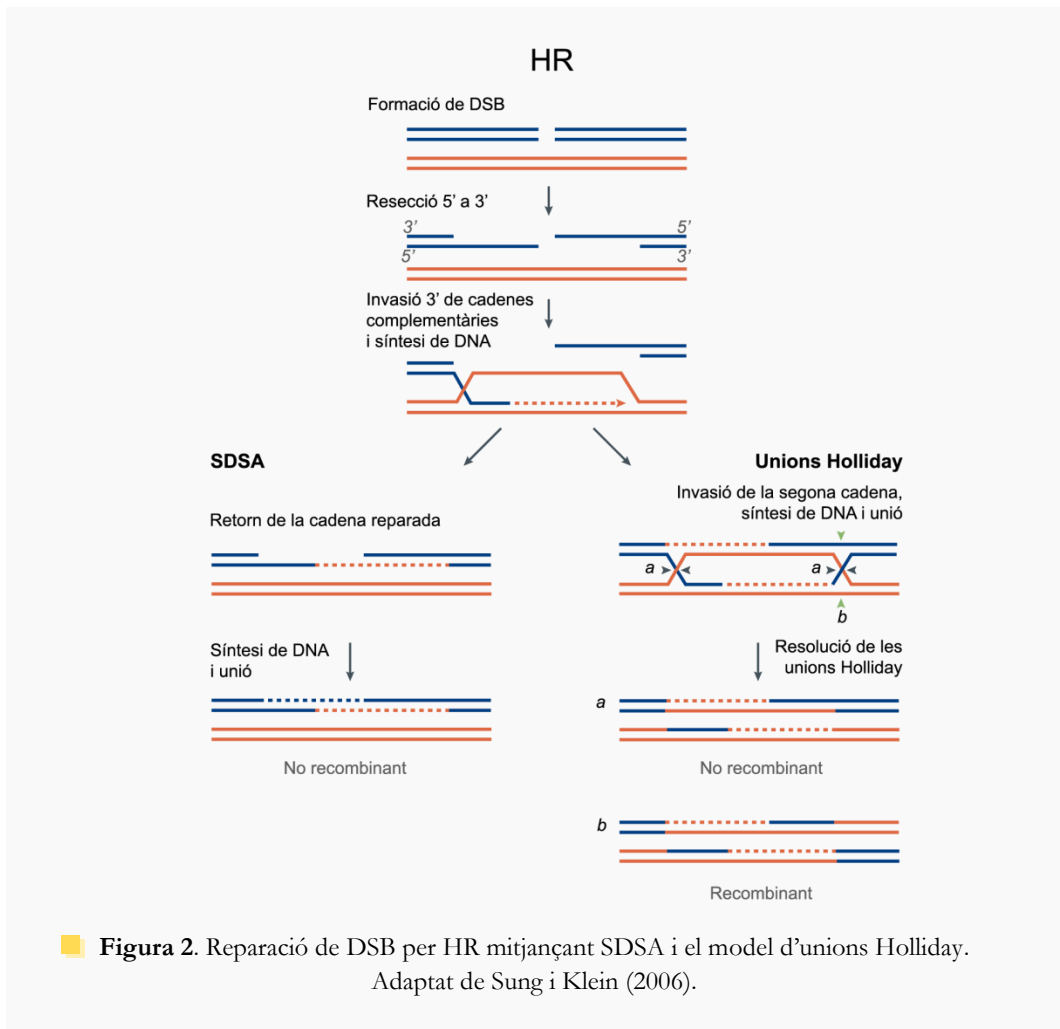 HR
Formació de DSB
Resecció 5' a 3'
3'
5'
5'
3'
Invasió 3' de cadenes
complementàries
i síntesi de DNA
SDSA
Retorn de la cadena reparada
Síntesi de DNA
i unió
No recombinant
Unions Holliday
Invasió de la segona cadena,
síntesi de DNA i unió
a
a
b
Resolució de les
unions Holliday
a
No recombinant
b
Recombinant
Figura 2. Reparació de DSB per HR mitjançant SDSA i el model d’unions Holliday.
Adaptat de Sung i Klein (2006).